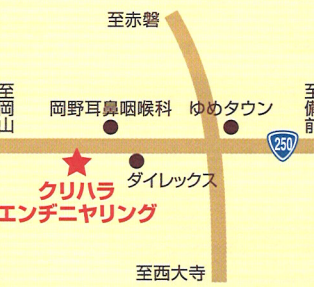 至赤磐
至岡山
至備前
岡野耳鼻咽喉科
ゆめタウン
250
ダイレックス
クリハラ
エンヂニヤリング
至西大寺